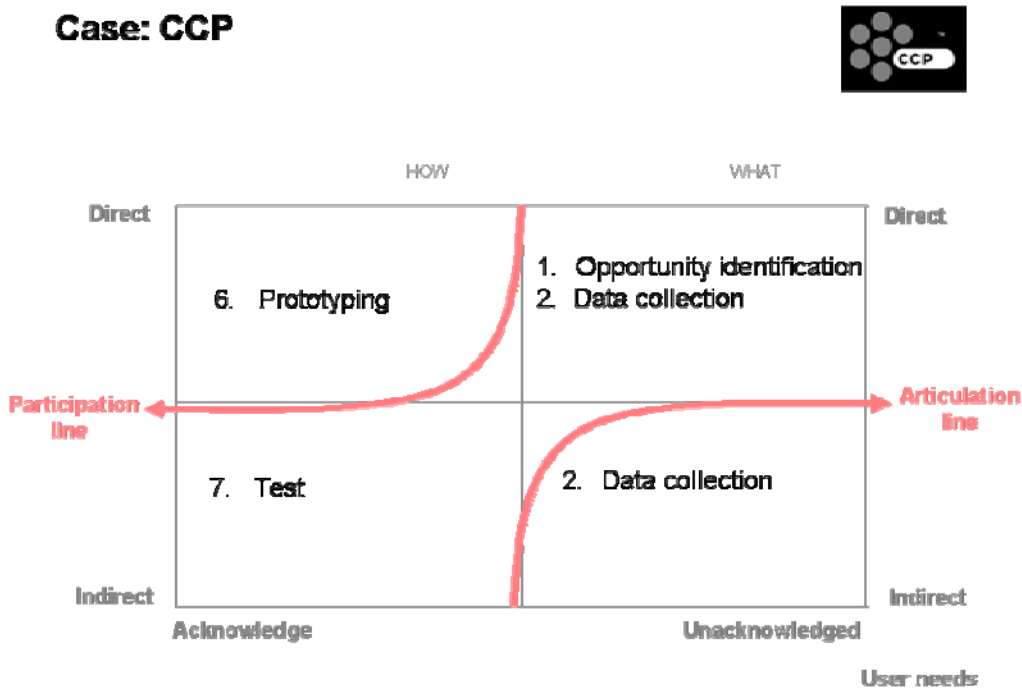 Case: CCP
CCP
HOW
WHAT
Direct
Direct
1. Opportunity identification
2. Data collection
6. Prototyping
Participation
line
Articulation
line
7. Test
2. Data collection
Indirect
Indirect
Acknowledge
Unacknowledged
User needs